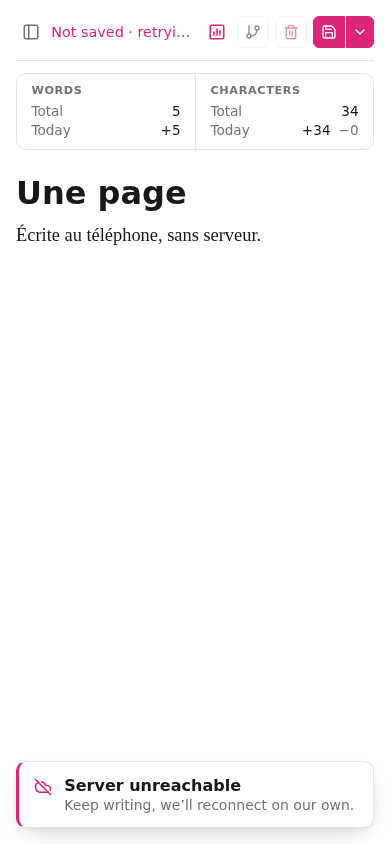 Not saved · retryi…
WORDS
Total 5
Today +5
CHARACTERS
Total 34
Today +34 −0
Une page
Écrite au téléphone, sans serveur.
Server unreachable
Keep writing, we’ll reconnect on our own.